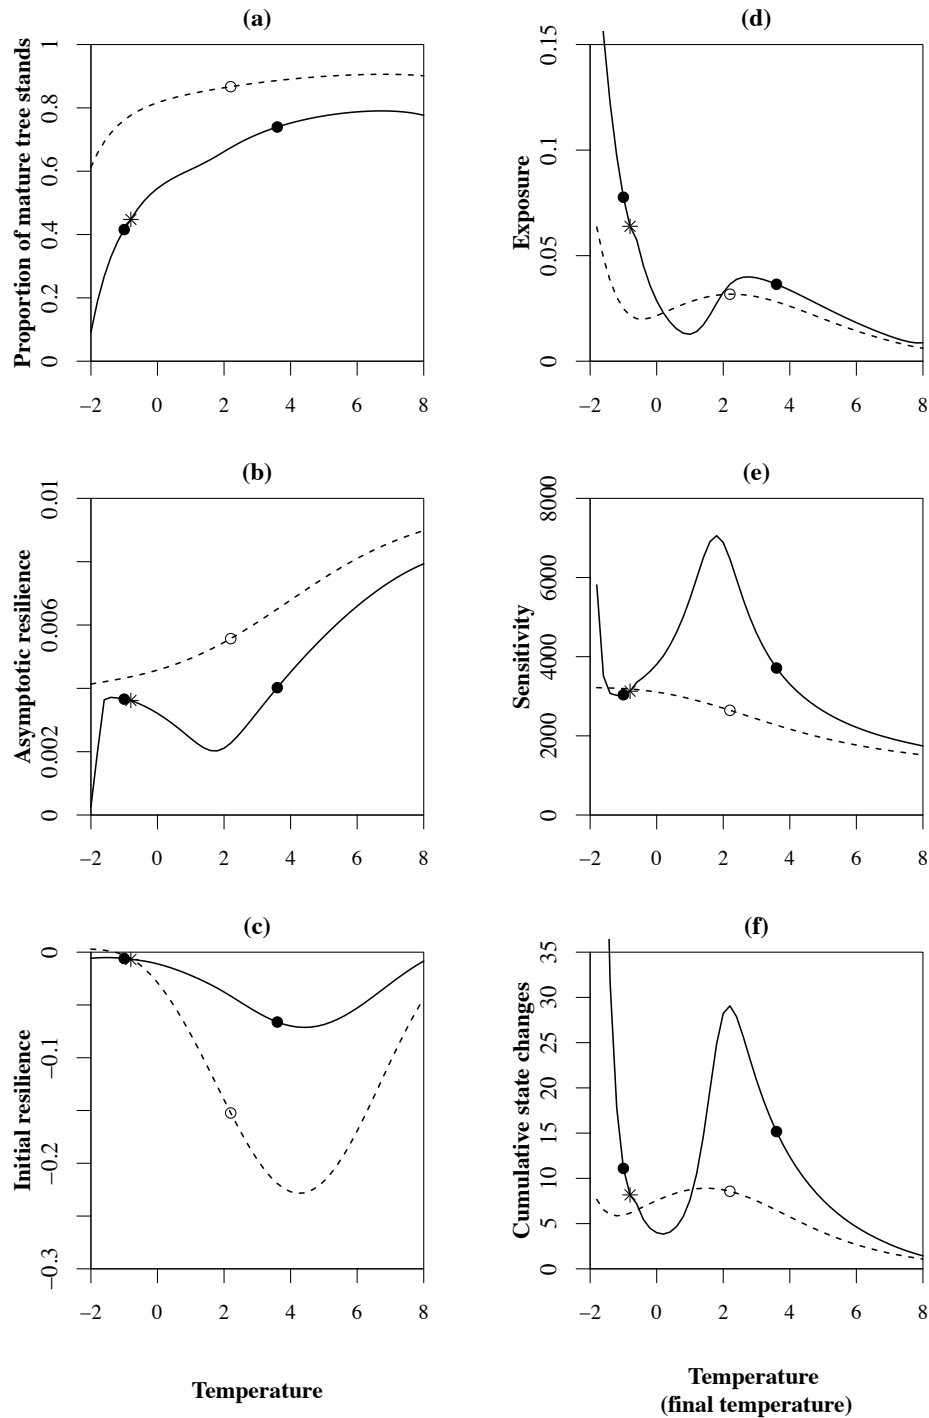 (a)
Proportion of mature tree stands
1
0.8
0.6
0.4
0.2
0
−2 0 2 4 6 8
(d)
Exposure
0.15
0.1
0.05
0
−2 0 2 4 6 8
(b)
Asymptotic resilience
0.01
0.006
0.002
0
−2 0 2 4 6 8
(e)
Sensitivity
8000
6000
4000
2000
0
−2 0 2 4 6 8
(c)
Initial resilience
0
−0.1
−0.2
−0.3
−2 0 2 4 6 8
Temperature
(f)
Cumulative state changes
35
30
25
20
15
10
5
0
−2 0 2 4 6 8
Temperature
(final temperature)